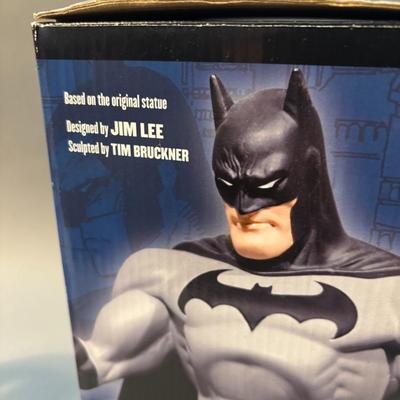 Based on the original statue
Designed by JIM LEE
Sculpted by TIM BRUCKNER